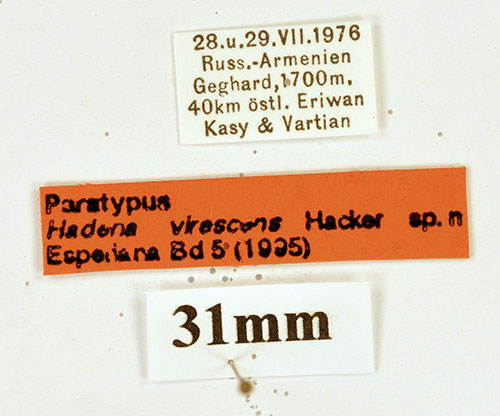 28.u.29.VII.1976
Russ.-Armenien
Geghard,1700m.
40km östl. Eriwan
Kasy & Vartian
Paratypus
Hadena virescens Hacker sp.n
Esperiana Bd 5 (1995)
31mm